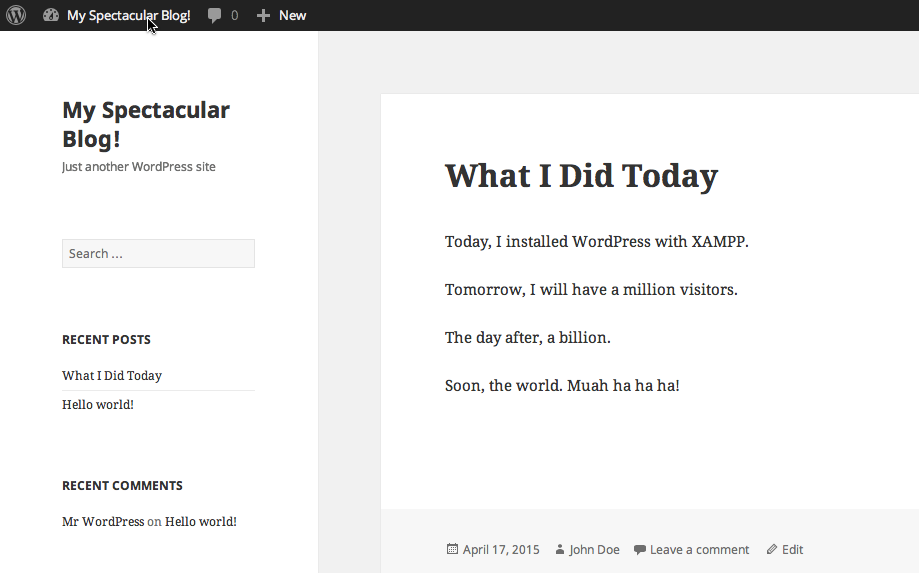 My Spectacular Blog! 0 New
My Spectacular
Blog!
Just another WordPress site
Search …
RECENT POSTS
What I Did Today
Hello world!
RECENT COMMENTS
Mr WordPress on Hello world!
What I Did Today
Today, I installed WordPress with XAMPP.
Tomorrow, I will have a million visitors.
The day after, a billion.
Soon, the world. Muah ha ha ha!
April 17, 2015 John Doe Leave a comment Edit